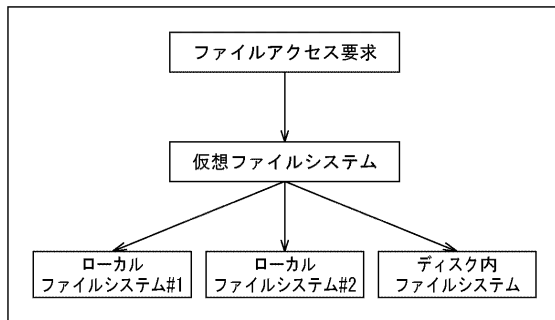 ファイルアクセス要求
仮想ファイルシステム
ローカル
ファイルシステム#1
ローカル
ファイルシステム#2
ディスク内
ファイルシステム